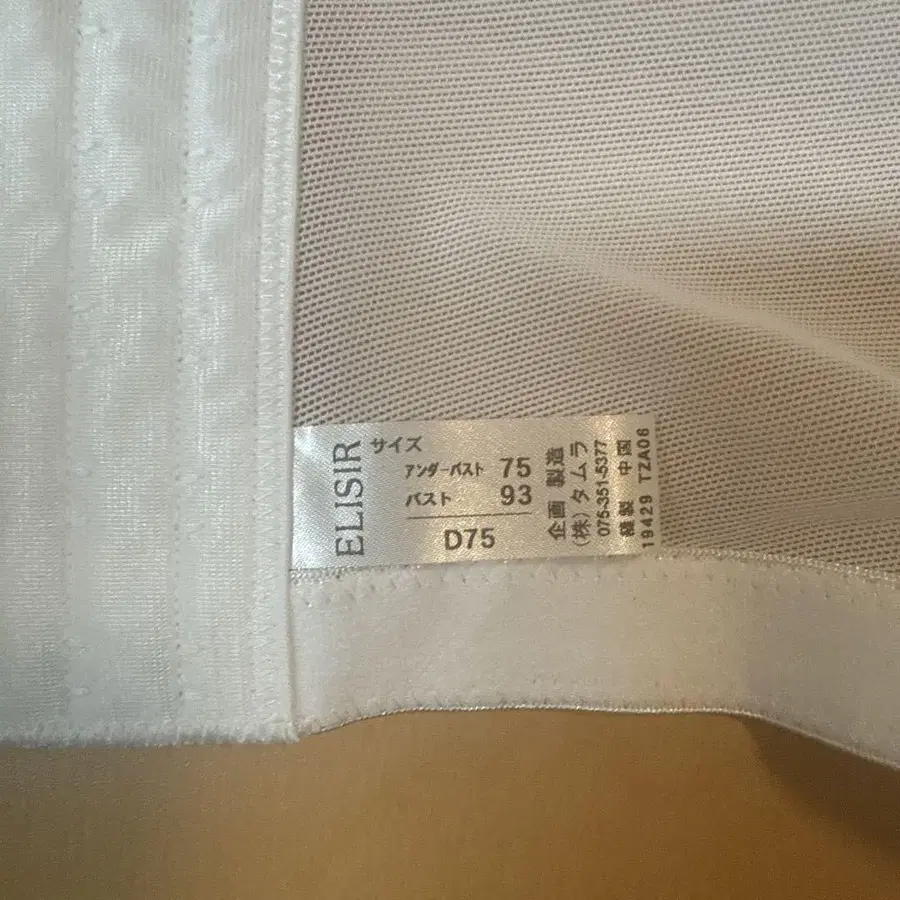 ELISIR
サイズ
アンダーバスト 75
バスト 93
D75
企画 製造
(株)タムラ
075-351-5377
縫製 中国
19429 TZA06